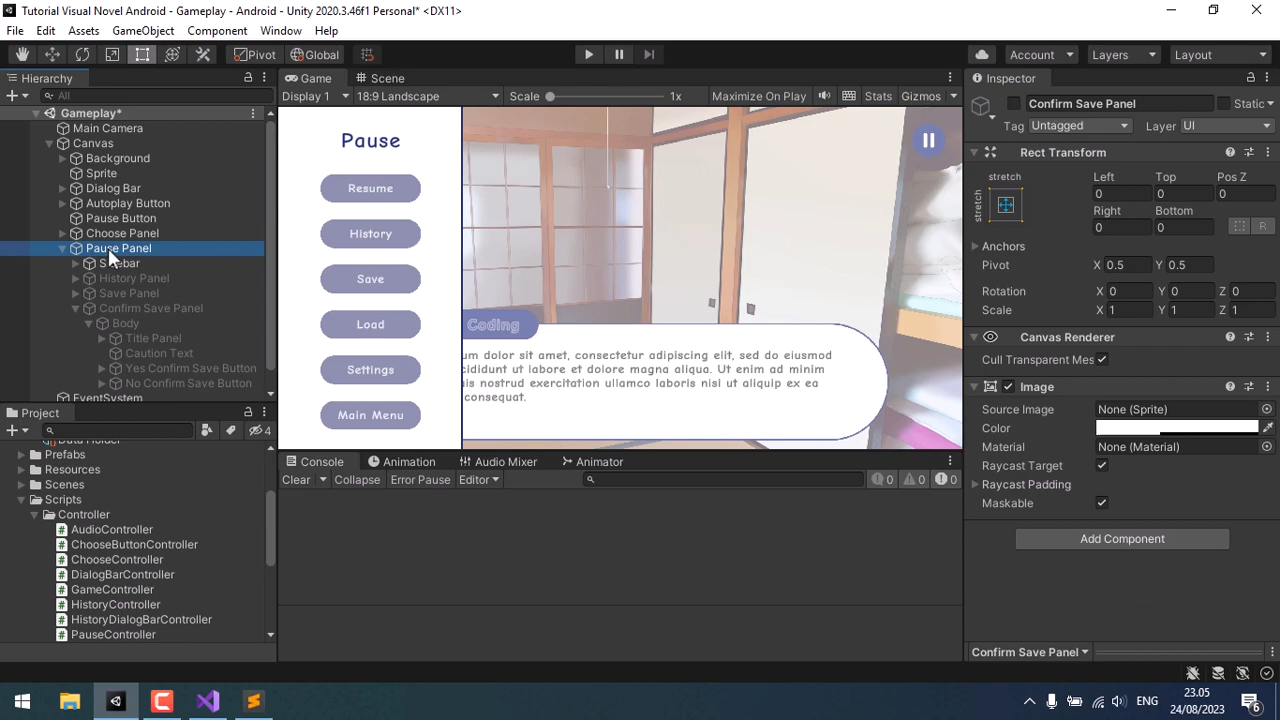 Tutorial Visual Novel Android - Gameplay - Android - Unity 2020.3.46f1 Personal* <DX11>
File Edit Assets GameObject Component Window Help
Pivot Global Account Layers Layout
Hierarchy
All
Gameplay*
Main Camera
Canvas
Background
Sprite
Dialog Bar
Autoplay Button
Pause Button
Choose Panel
Pause Panel
Sidebar
History Panel
Save Panel
Confirm Save Panel
Body
Title Panel
Caution Text
Yes Confirm Save Button
No Confirm Save Button
EventSystem
Project
4
Data Holder
Prefabs
Resources
Scenes
Scripts
Controller
AudioController
ChooseButtonController
ChooseController
DialogBarController
GameController
HistoryController
HistoryDialogBarController
PauseController
Game Scene
Display 1 18:9 Landscape Scale 1x Maximize On Play Stats Gizmos
Pause
Resume
History
Save
Load
Settings
Main Menu
Coding
um dolor sit amet, consectetur adipiscing elit, sed do eiusmod
cididunt ut labore et dolore magna aliqua. Ut enim ad minim
is nostrud exercitation ullamco laboris nisi ut aliquip ex ea
consequat.
Console Animation Audio Mixer Animator
Clear Collapse Error Pause Editor 0 0 0
Inspector
Confirm Save Panel Static
Tag Untagged Layer UI
Rect Transform
stretch Left Top Pos Z
stretch 0 0 0
Right Bottom
0 0 R
Anchors
Pivot X 0.5 Y 0.5
Rotation X 0 Y 0 Z 0
Scale X 1 Y 1 Z 1
Canvas Renderer
Cull Transparent Mes
Image
Source Image None (Sprite)
Color
Material None (Material)
Raycast Target
Raycast Padding
Maskable
Add Component
Confirm Save Panel
ENG 23.05
24/08/2023 6